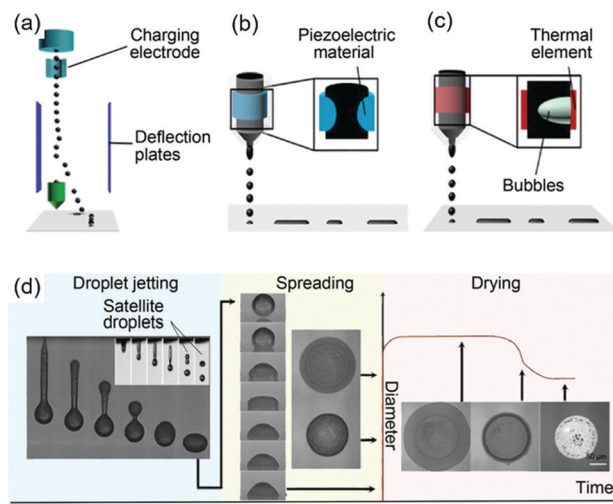 (a)
Charging
electrode
Deflection
plates
(b)
Piezoelectric
material
(c)
Thermal
element
Bubbles
(d)
Droplet jetting
Satellite
droplets
Spreading
Drying
Diameter
50 μm
Time